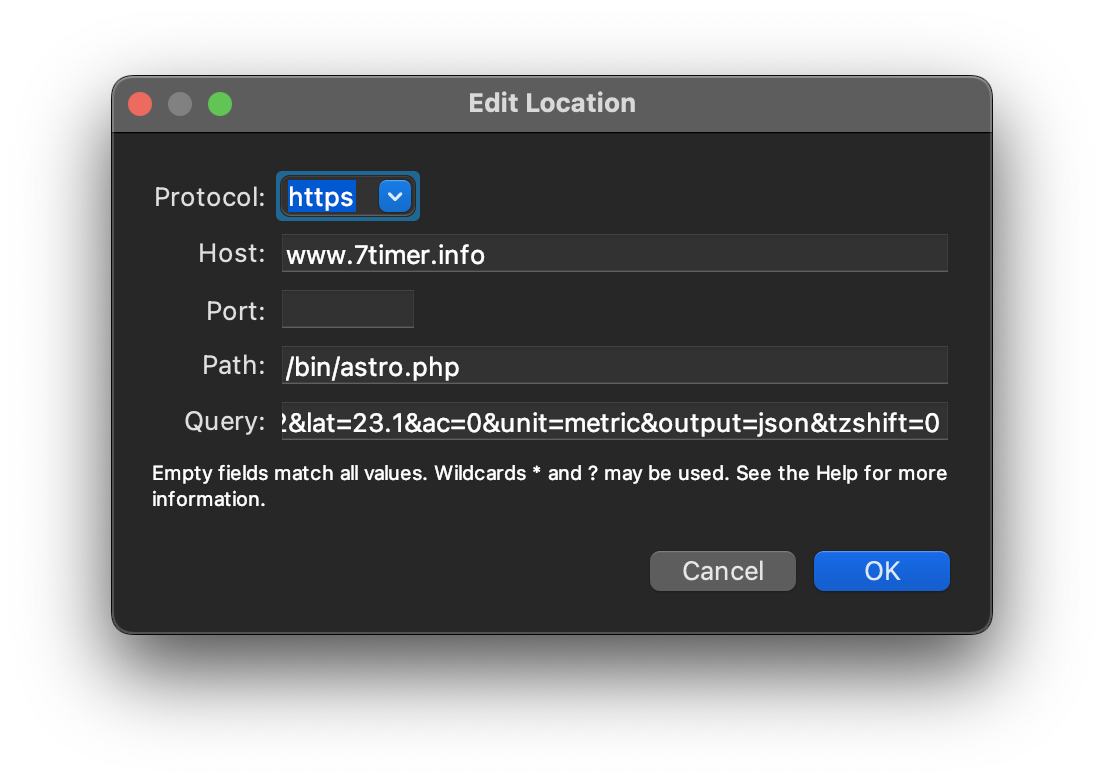 Edit Location
Protocol: https
Host: www.7timer.info
Port:
Path: /bin/astro.php
Query: &lat=23.1&ac=0&unit=metric&output=json&tzshift=0
Empty fields match all values. Wildcards * and ? may be used. See the Help for more
information.
Cancel OK